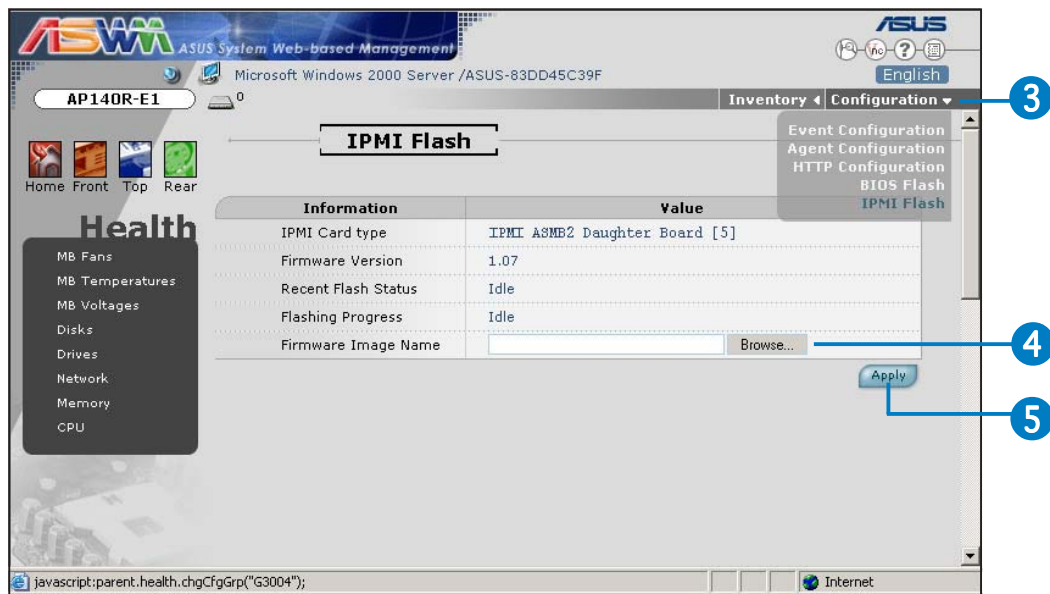 ASWM ASUS System Web-based Management
ASUS
Microsoft Windows 2000 Server /ASUS-83DD45C39F
English
AP140R-E1
0
Inventory
Configuration
3
Event Configuration
Agent Configuration
HTTP Configuration
BIOS Flash
IPMI Flash
IPMI Flash
Home Front Top Rear
Health
MB Fans
MB Temperatures
MB Voltages
Disks
Drives
Network
Memory
CPU
Information Value
IPMI Card type IPMI ASMB2 Daughter Board [5]
Firmware Version 1.07
Recent Flash Status Idle
Flashing Progress Idle
Firmware Image Name Browse...
4
Apply
5
javascript:parent.health.chgCfgGrp("G3004");
Internet